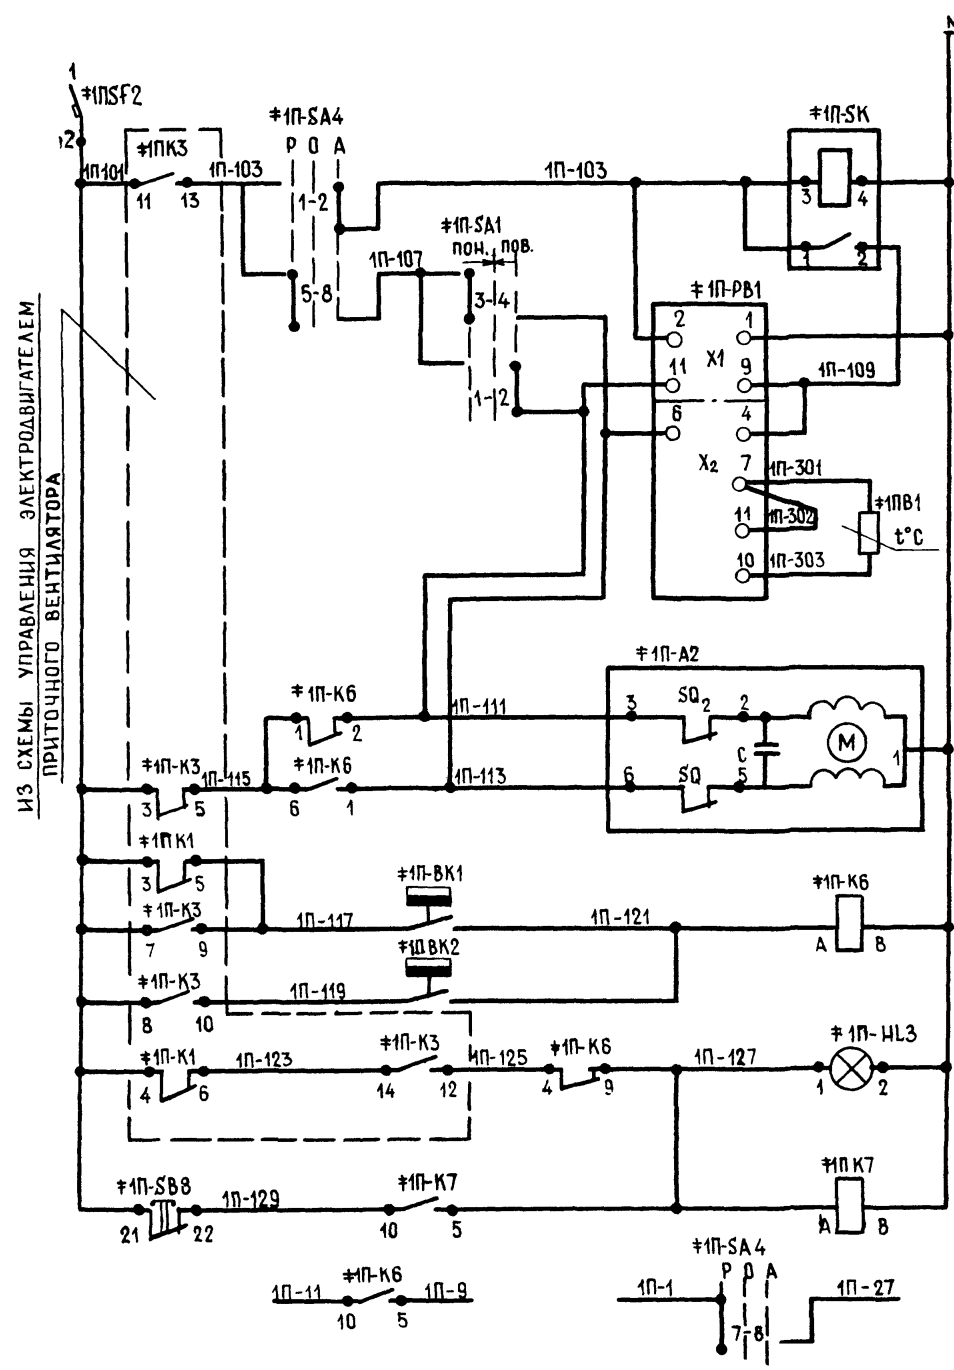 N
1
⧧1ПSF2
2
⧧1П-SA4
Р О А
⧧1П-SK
⧧1ПК3
1П101
11
13
1П-103
1-2
1П-103
3
4
1
2
⧧1П-SA1
ПОН. ПОВ.
1П-107
5-8
3-4
1-2
⧧1П-РВ1
2
1
Х1
11
9
1П-109
6
4
Х2
7
1П-301
⧧1ПВ1
11
1П-302
t°C
10
1П-303
ИЗ СХЕМЫ УПРАВЛЕНИЯ ЭЛЕКТРОДВИГАТЕЛЕМ
ПРИТОЧНОГО ВЕНТИЛЯТОРА
⧧1П-А2
⧧1П-К6
1
2
1П-111
3
SQ2
2
С
М
1
⧧1П-К3
1П-115
3
5
⧧1П-К6
6
1
1П-113
6
SQ
5
⧧1ПК1
3
5
⧧1П-К3
7
9
1П-117
⧧1П-ВК1
1П-121
⧧1П-К6
А
В
⧧1ПВК2
⧧1П-К3
8
10
1П-119
⧧1П-К1
4
6
1П-123
⧧1П-К3
14
12
1П-125
⧧1П-К6
4
9
1П-127
⧧1П-HL3
1
2
⧧1П-SB8
21
22
1П-129
⧧1П-К7
10
5
⧧1ПК7
А
В
1П-11
⧧1П-К6
10
5
1П-9
⧧1П-SA4
Р О А
1П-1
7-8
1П-27